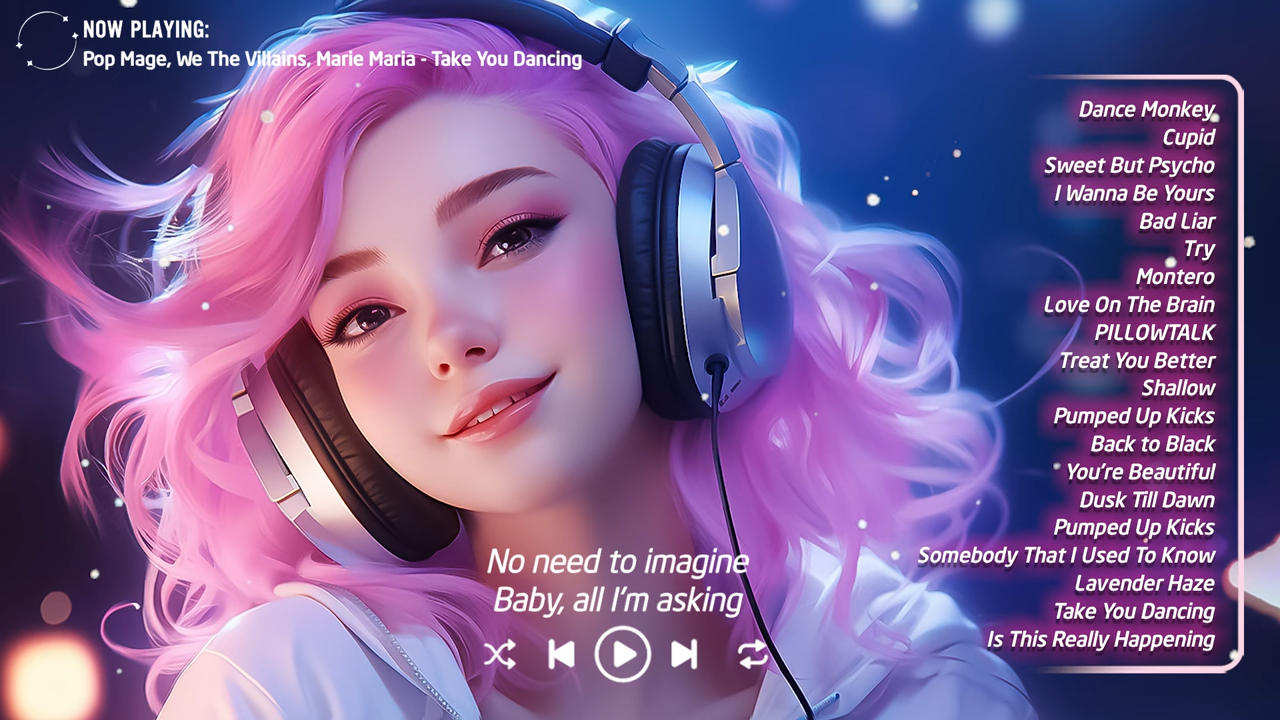 NOW PLAYING:
Pop Mage, We The Villains, Marie Maria - Take You Dancing
Dance Monkey
Cupid
Sweet But Psycho
I Wanna Be Yours
Bad Liar
Try
Montero
Love On The Brain
PILLOWTALK
Treat You Better
Shallow
Pumped Up Kicks
Back to Black
You're Beautiful
Dusk Till Dawn
Pumped Up Kicks
Somebody That I Used To Know
Lavender Haze
Take You Dancing
Is This Really Happening
No need to imagine
Baby, all I'm asking